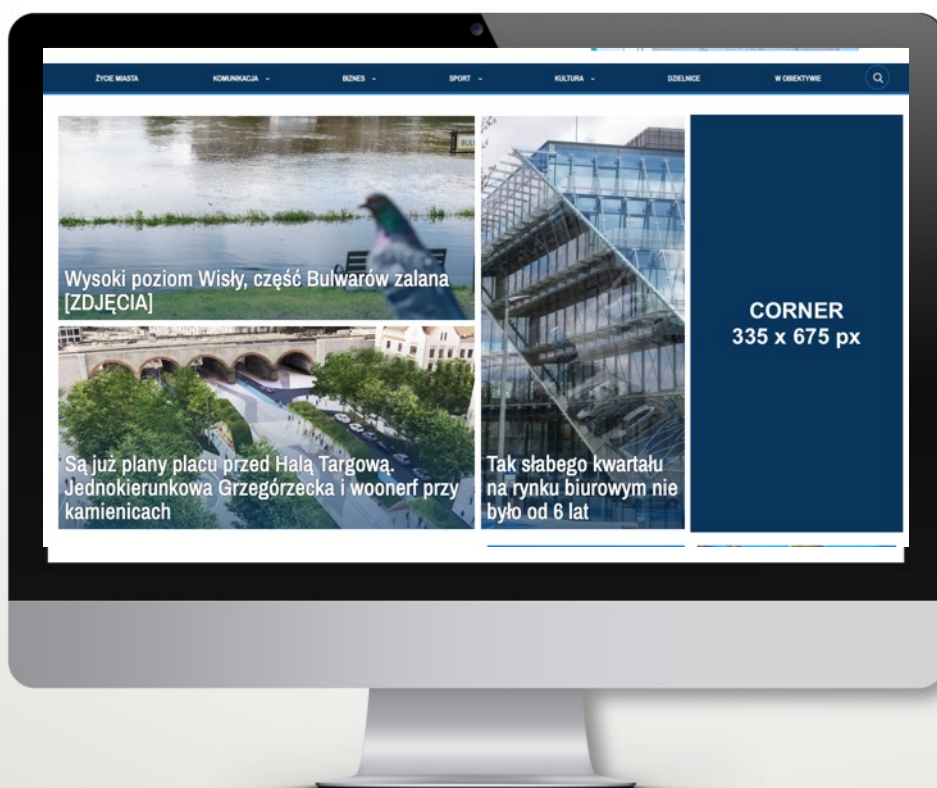 ŻYCIE MIASTA
KOMUNIKACJA
BIZNES
SPORT
KULTURA
DZIELNICE
W OBIEKTYWIE
Wysoki poziom Wisły, część Bulwarów zalana
[ZDJĘCIA]
Są już plany placu przed Halą Targową.
Jednokierunkowa Grzegórzecka i woonerf przy
kamienicach
Tak słabego kwartału
na rynku biurowym nie
było od 6 lat
CORNER
335 x 675 px